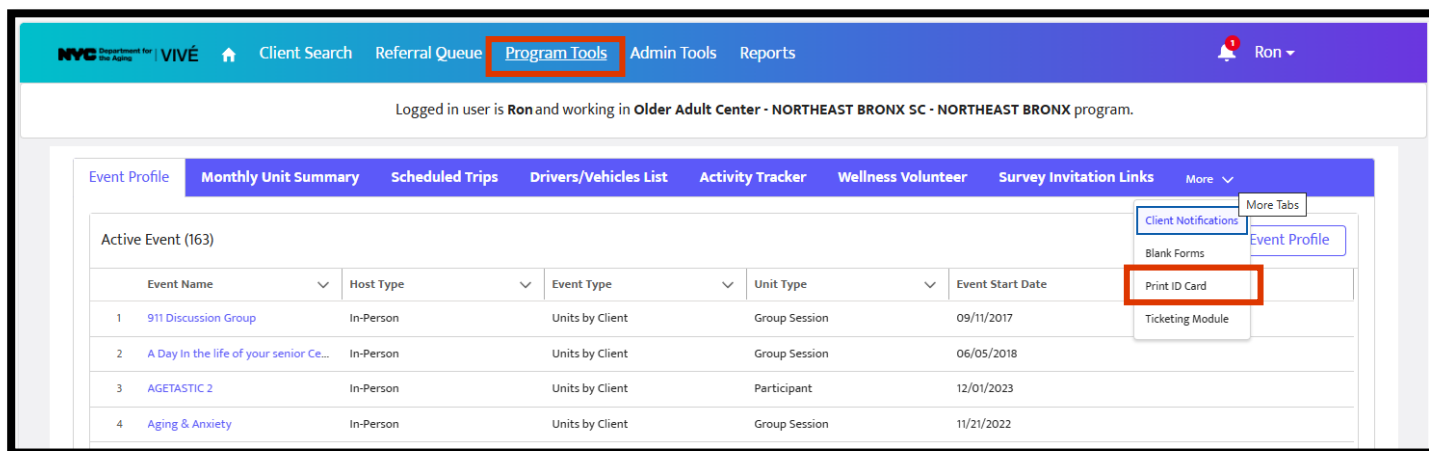 NYC Department for the Aging | VIVÉ Client Search Referral Queue Program Tools Admin Tools Reports 1 Ron
Logged in user is Ron and working in Older Adult Center - NORTHEAST BRONX SC - NORTHEAST BRONX program.
Event Profile Monthly Unit Summary Scheduled Trips Drivers/Vehicles List Activity Tracker Wellness Volunteer Survey Invitation Links More
More Tabs
Client Notifications
Active Event (163) Event Profile
Blank Forms
Event Name Host Type Event Type Unit Type Event Start Date Print ID Card
1 911 Discussion Group In-Person Units by Client Group Session 09/11/2017 Ticketing Module
2 A Day In the life of your senior Ce... In-Person Units by Client Group Session 06/05/2018
3 AGETASTIC 2 In-Person Units by Client Participant 12/01/2023
4 Aging & Anxiety In-Person Units by Client Group Session 11/21/2022